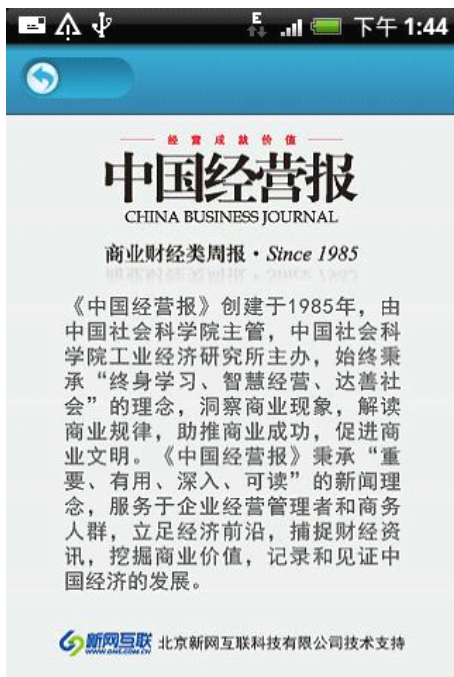 E
下午 1:44
经营成就价值
中国经营报
CHINA BUSINESS JOURNAL
商业财经类周报·Since 1985
《中国经营报》创建于1985年，由
中国社会科学院主管，中国社会科
学院工业经济研究所主办，始终秉
承“终身学习、智慧经营、达善社
会”的理念，洞察商业现象，解读
商业规律，助推商业成功，促进商
业文明。《中国经营报》秉承“重
要、有用、深入、可读”的新闻理
念，服务于企业经营管理者和商务
人群，立足经济前沿，捕捉财经资
讯，挖掘商业价值，记录和见证中
国经济的发展。
新网互联 北京新网互联科技有限公司技术支持
WWW.DNS.COM.CN